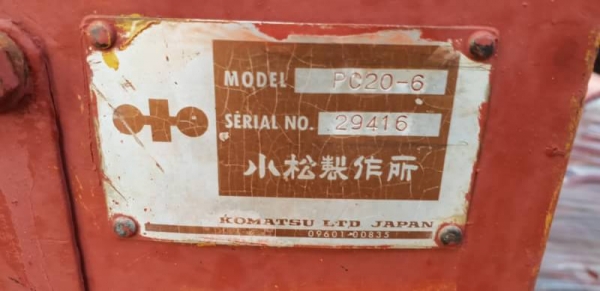 MODEL PC20-6
SERIAL NO. 29416
小松製作所
KOMATSU LTD JAPAN
09601-00835